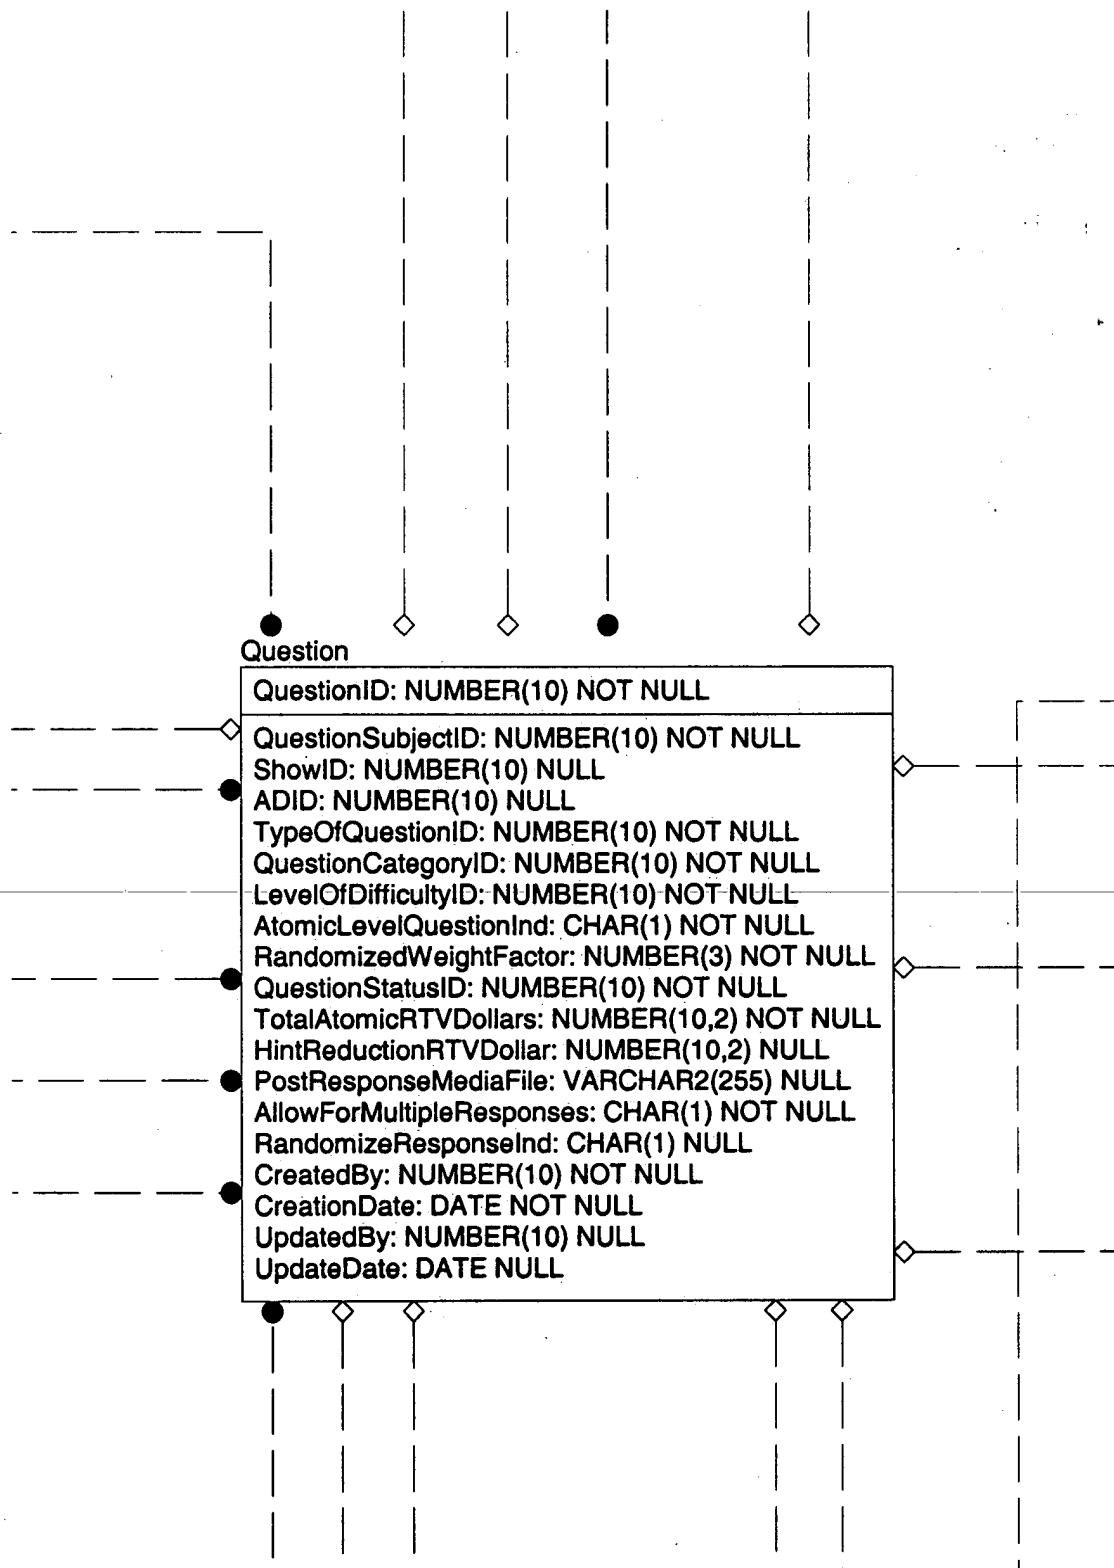 Question
QuestionID: NUMBER(10) NOT NULL
QuestionSubjectID: NUMBER(10) NOT NULL
ShowID: NUMBER(10) NULL
ADID: NUMBER(10) NULL
TypeOfQuestionID: NUMBER(10) NOT NULL
QuestionCategoryID: NUMBER(10) NOT NULL
LevelOfDifficultyID: NUMBER(10) NOT NULL
AtomicLevelQuestionInd: CHAR(1) NOT NULL
RandomizedWeightFactor: NUMBER(3) NOT NULL
QuestionStatusID: NUMBER(10) NOT NULL
TotalAtomicRTVDollars: NUMBER(10,2) NOT NULL
HintReductionRTVDollar: NUMBER(10,2) NULL
PostResponseMediaFile: VARCHAR2(255) NULL
AllowForMultipleResponses: CHAR(1) NOT NULL
RandomizeResponseInd: CHAR(1) NULL
CreatedBy: NUMBER(10) NOT NULL
CreationDate: DATE NOT NULL
UpdatedBy: NUMBER(10) NULL
UpdateDate: DATE NULL